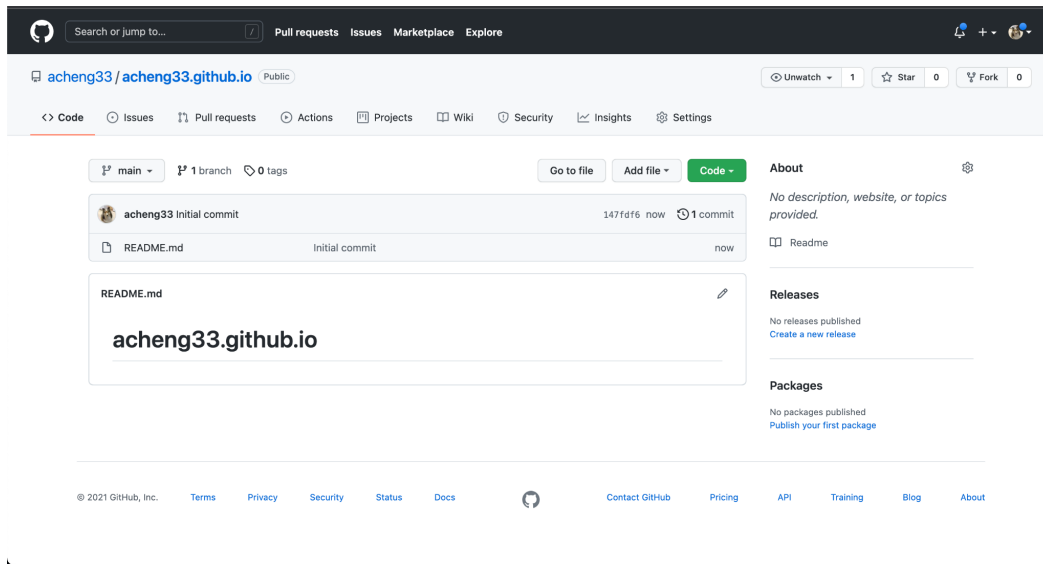 Search or jump to... / Pull requests Issues Marketplace Explore
acheng33 / acheng33.github.io Public Unwatch 1 Star 0 Fork 0
<> Code Issues Pull requests Actions Projects Wiki Security Insights Settings
main 1 branch 0 tags Go to file Add file Code
acheng33 Initial commit 147fdf6 now 1 commit
README.md Initial commit now
README.md
acheng33.github.io
About
No description, website, or topics
provided.
Readme
Releases
No releases published
Create a new release
Packages
No packages published
Publish your first package
© 2021 GitHub, Inc. Terms Privacy Security Status Docs Contact GitHub Pricing API Training Blog About